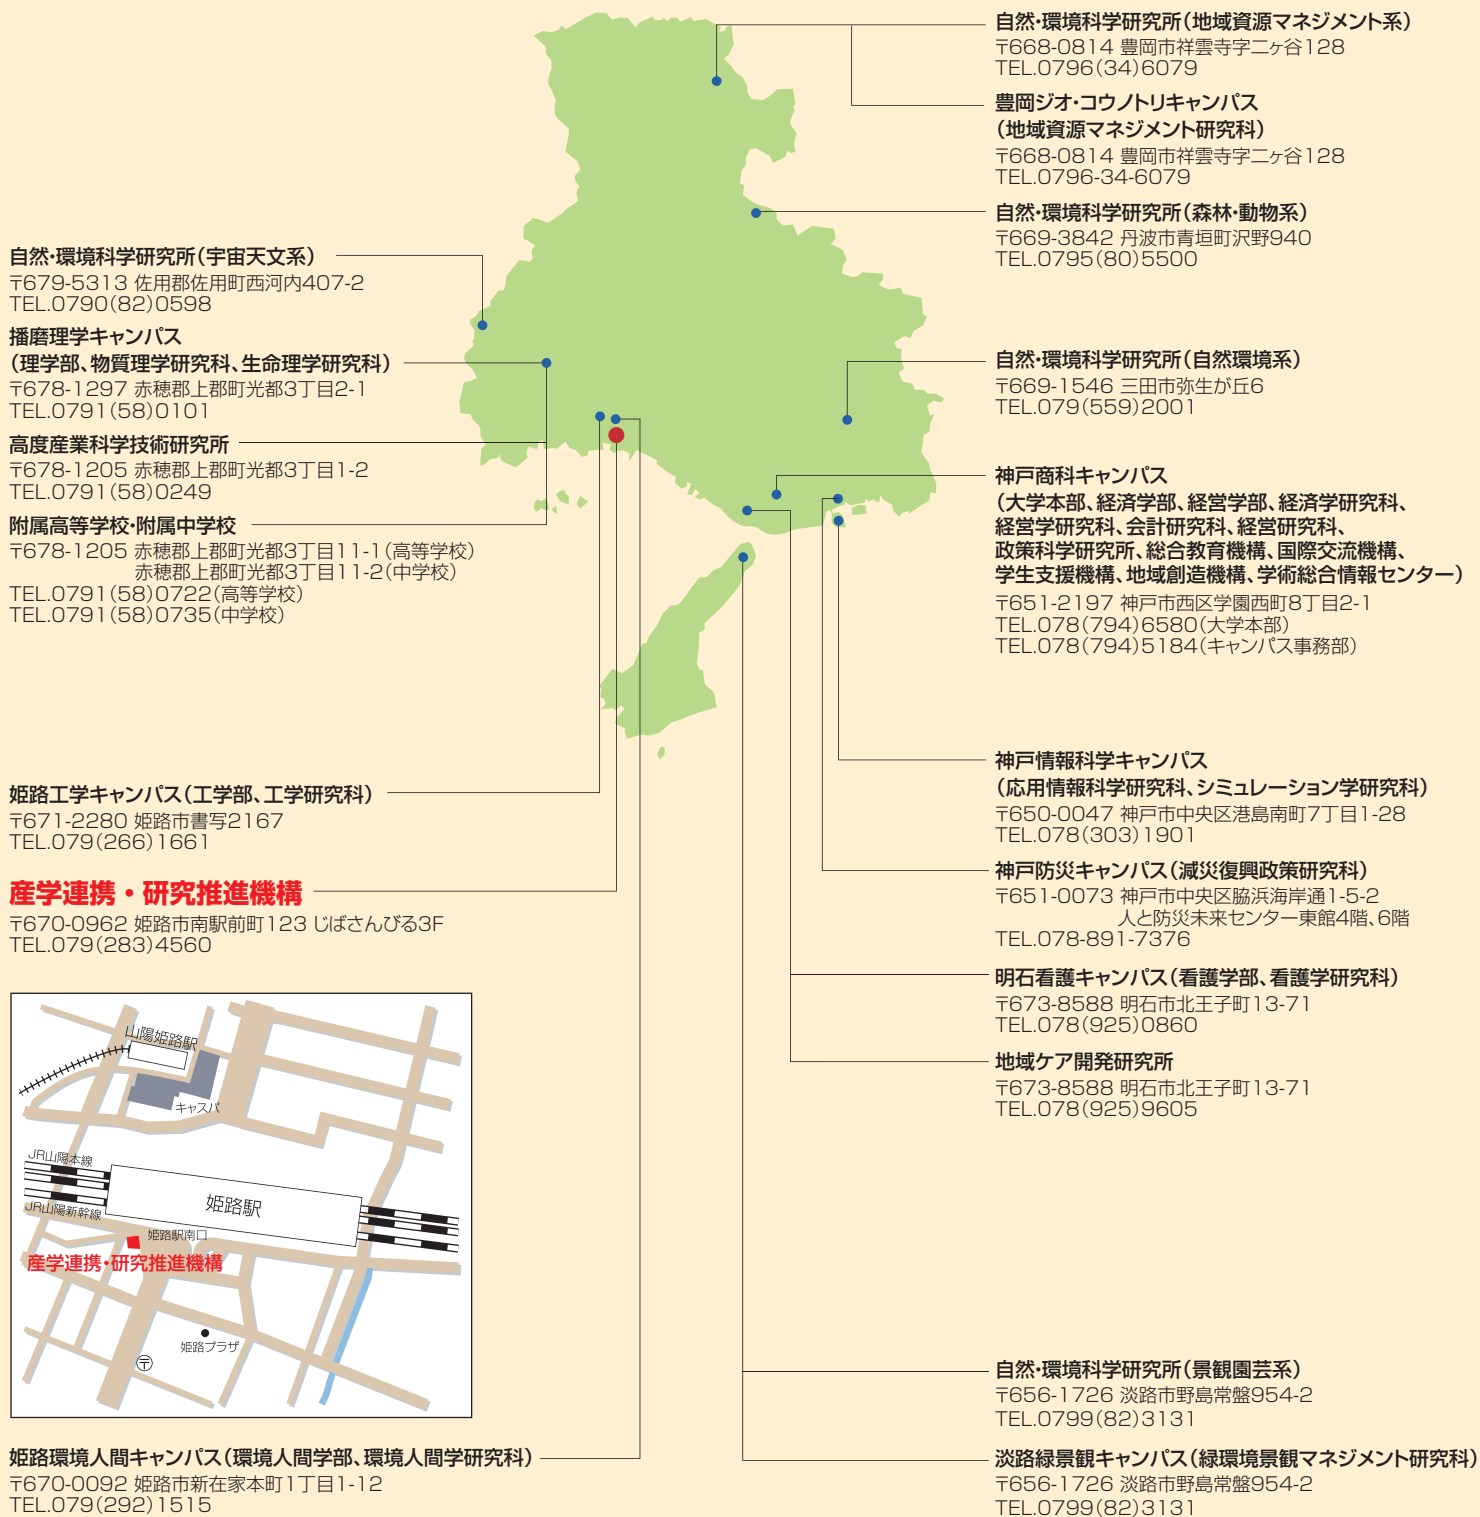 自然・環境科学研究所（地域資源マネジメント系）
〒668-0814 豊岡市祥雲寺字二ヶ谷128
TEL.0796（34）6079
豊岡ジオ・コウノトリキャンパス
（地域資源マネジメント研究科）
〒668-0814 豊岡市祥雲寺字二ヶ谷128
TEL.0796-34-6079
自然・環境科学研究所（森林・動物系）
〒669-3842 丹波市青垣町沢野940
TEL.0795（80）5500
自然・環境科学研究所（自然環境系）
〒669-1546 三田市弥生が丘6
TEL.079（559）2001
神戸商科キャンパス
（大学本部、経済学部、経営学部、経済学研究科、
経営学研究科、会計研究科、経営研究科、
政策科学研究所、総合教育機構、国際交流機構、
学生支援機構、地域創造機構、学術総合情報センター）
〒651-2197 神戸市西区学園西町8丁目2-1
TEL.078（794）6580（大学本部）
TEL.078（794）5184（キャンパス事務部）
神戸情報科学キャンパス
（応用情報科学研究科、シミュレーション学研究科）
〒650-0047 神戸市中央区港島南町7丁目1-28
TEL.078（303）1901
神戸防災キャンパス（減災復興政策研究科）
〒651-0073 神戸市中央区脇浜海岸通1-5-2
人と防災未来センター東館4階、6階
TEL.078-891-7376
明石看護キャンパス（看護学部、看護学研究科）
〒673-8588 明石市北王子町13-71
TEL.078（925）0860
地域ケア開発研究所
〒673-8588 明石市北王子町13-71
TEL.078（925）9605
自然・環境科学研究所（景観園芸系）
〒656-1726 淡路市野島常盤954-2
TEL.0799（82）3131
淡路緑景観キャンパス（緑環境景観マネジメント研究科）
〒656-1726 淡路市野島常盤954-2
TEL.0799（82）3131
自然・環境科学研究所（宇宙天文系）
〒679-5313 佐用郡佐用町西河内407-2
TEL.0790（82）0598
播磨理学キャンパス
（理学部、物質理学研究科、生命理学研究科）
〒678-1297 赤穂郡上郡町光都3丁目2-1
TEL.0791（58）0101
高度産業科学技術研究所
〒678-1205 赤穂郡上郡町光都3丁目1-2
TEL.0791（58）0249
附属高等学校・附属中学校
〒678-1205 赤穂郡上郡町光都3丁目11-1（高等学校）
赤穂郡上郡町光都3丁目11-2（中学校）
TEL.0791（58）0722（高等学校）
TEL.0791（58）0735（中学校）
姫路工学キャンパス（工学部、工学研究科）
〒671-2280 姫路市書写2167
TEL.079（266）1661
産学連携・研究推進機構
〒670-0962 姫路市南駅前町123 じばさんびる3F
TEL.079（283）4560
山陽姫路駅
キャスパ
JR山陽本線
姫路駅
JR山陽新幹線
姫路駅南口
産学連携・研究推進機構
姫路プラザ
〒
姫路環境人間キャンパス（環境人間学部、環境人間学研究科）
〒670-0092 姫路市新在家本町1丁目1-12
TEL.079（292）1515